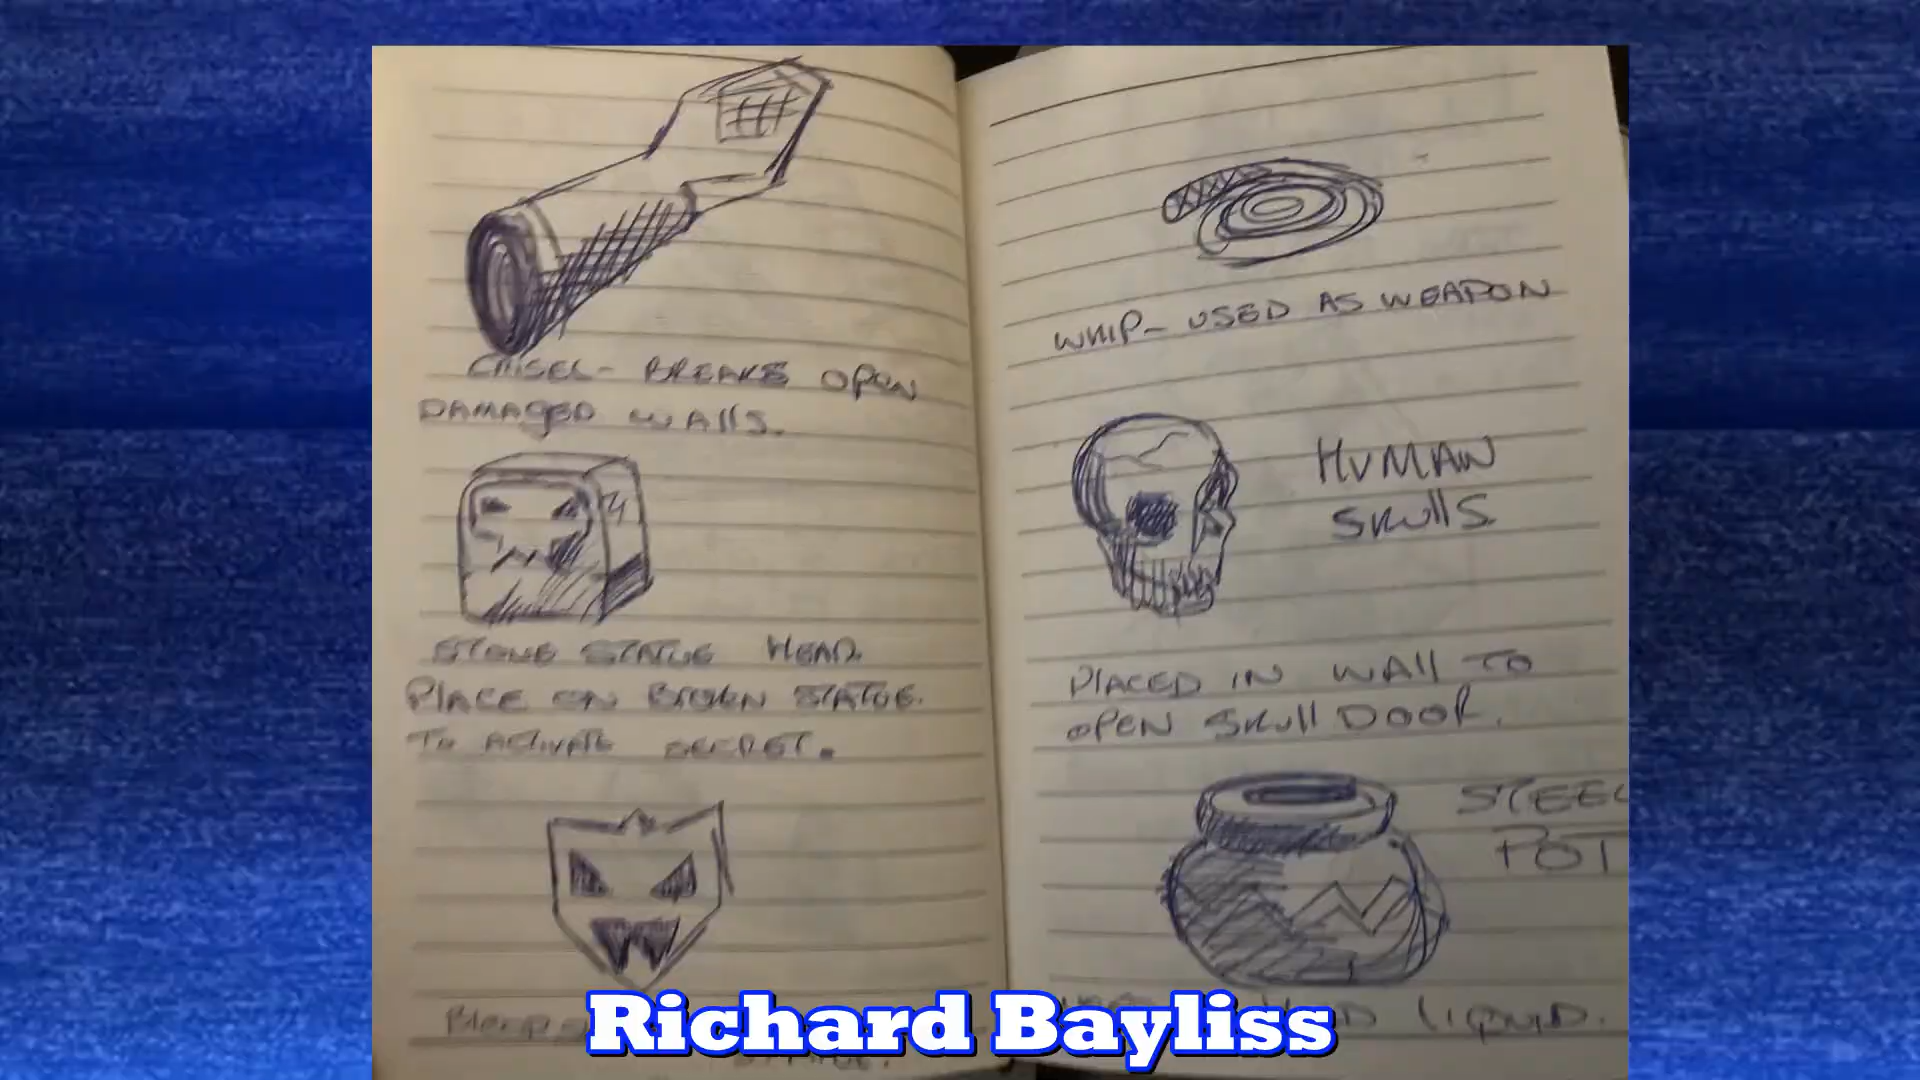 CHISEL - BREAKS OPEN
DAMAGED WALLS.
STONE STATUE HEAD.
PLACE ON BROKEN STATUE.
TO ACTIVATE SECRET.
WHIP - USED AS WEAPON
HUMAN
SKULLS.
PLACED IN WALL TO
OPEN SKULL DOOR.
STEEL
POT
LIQUID.
Richard Bayliss